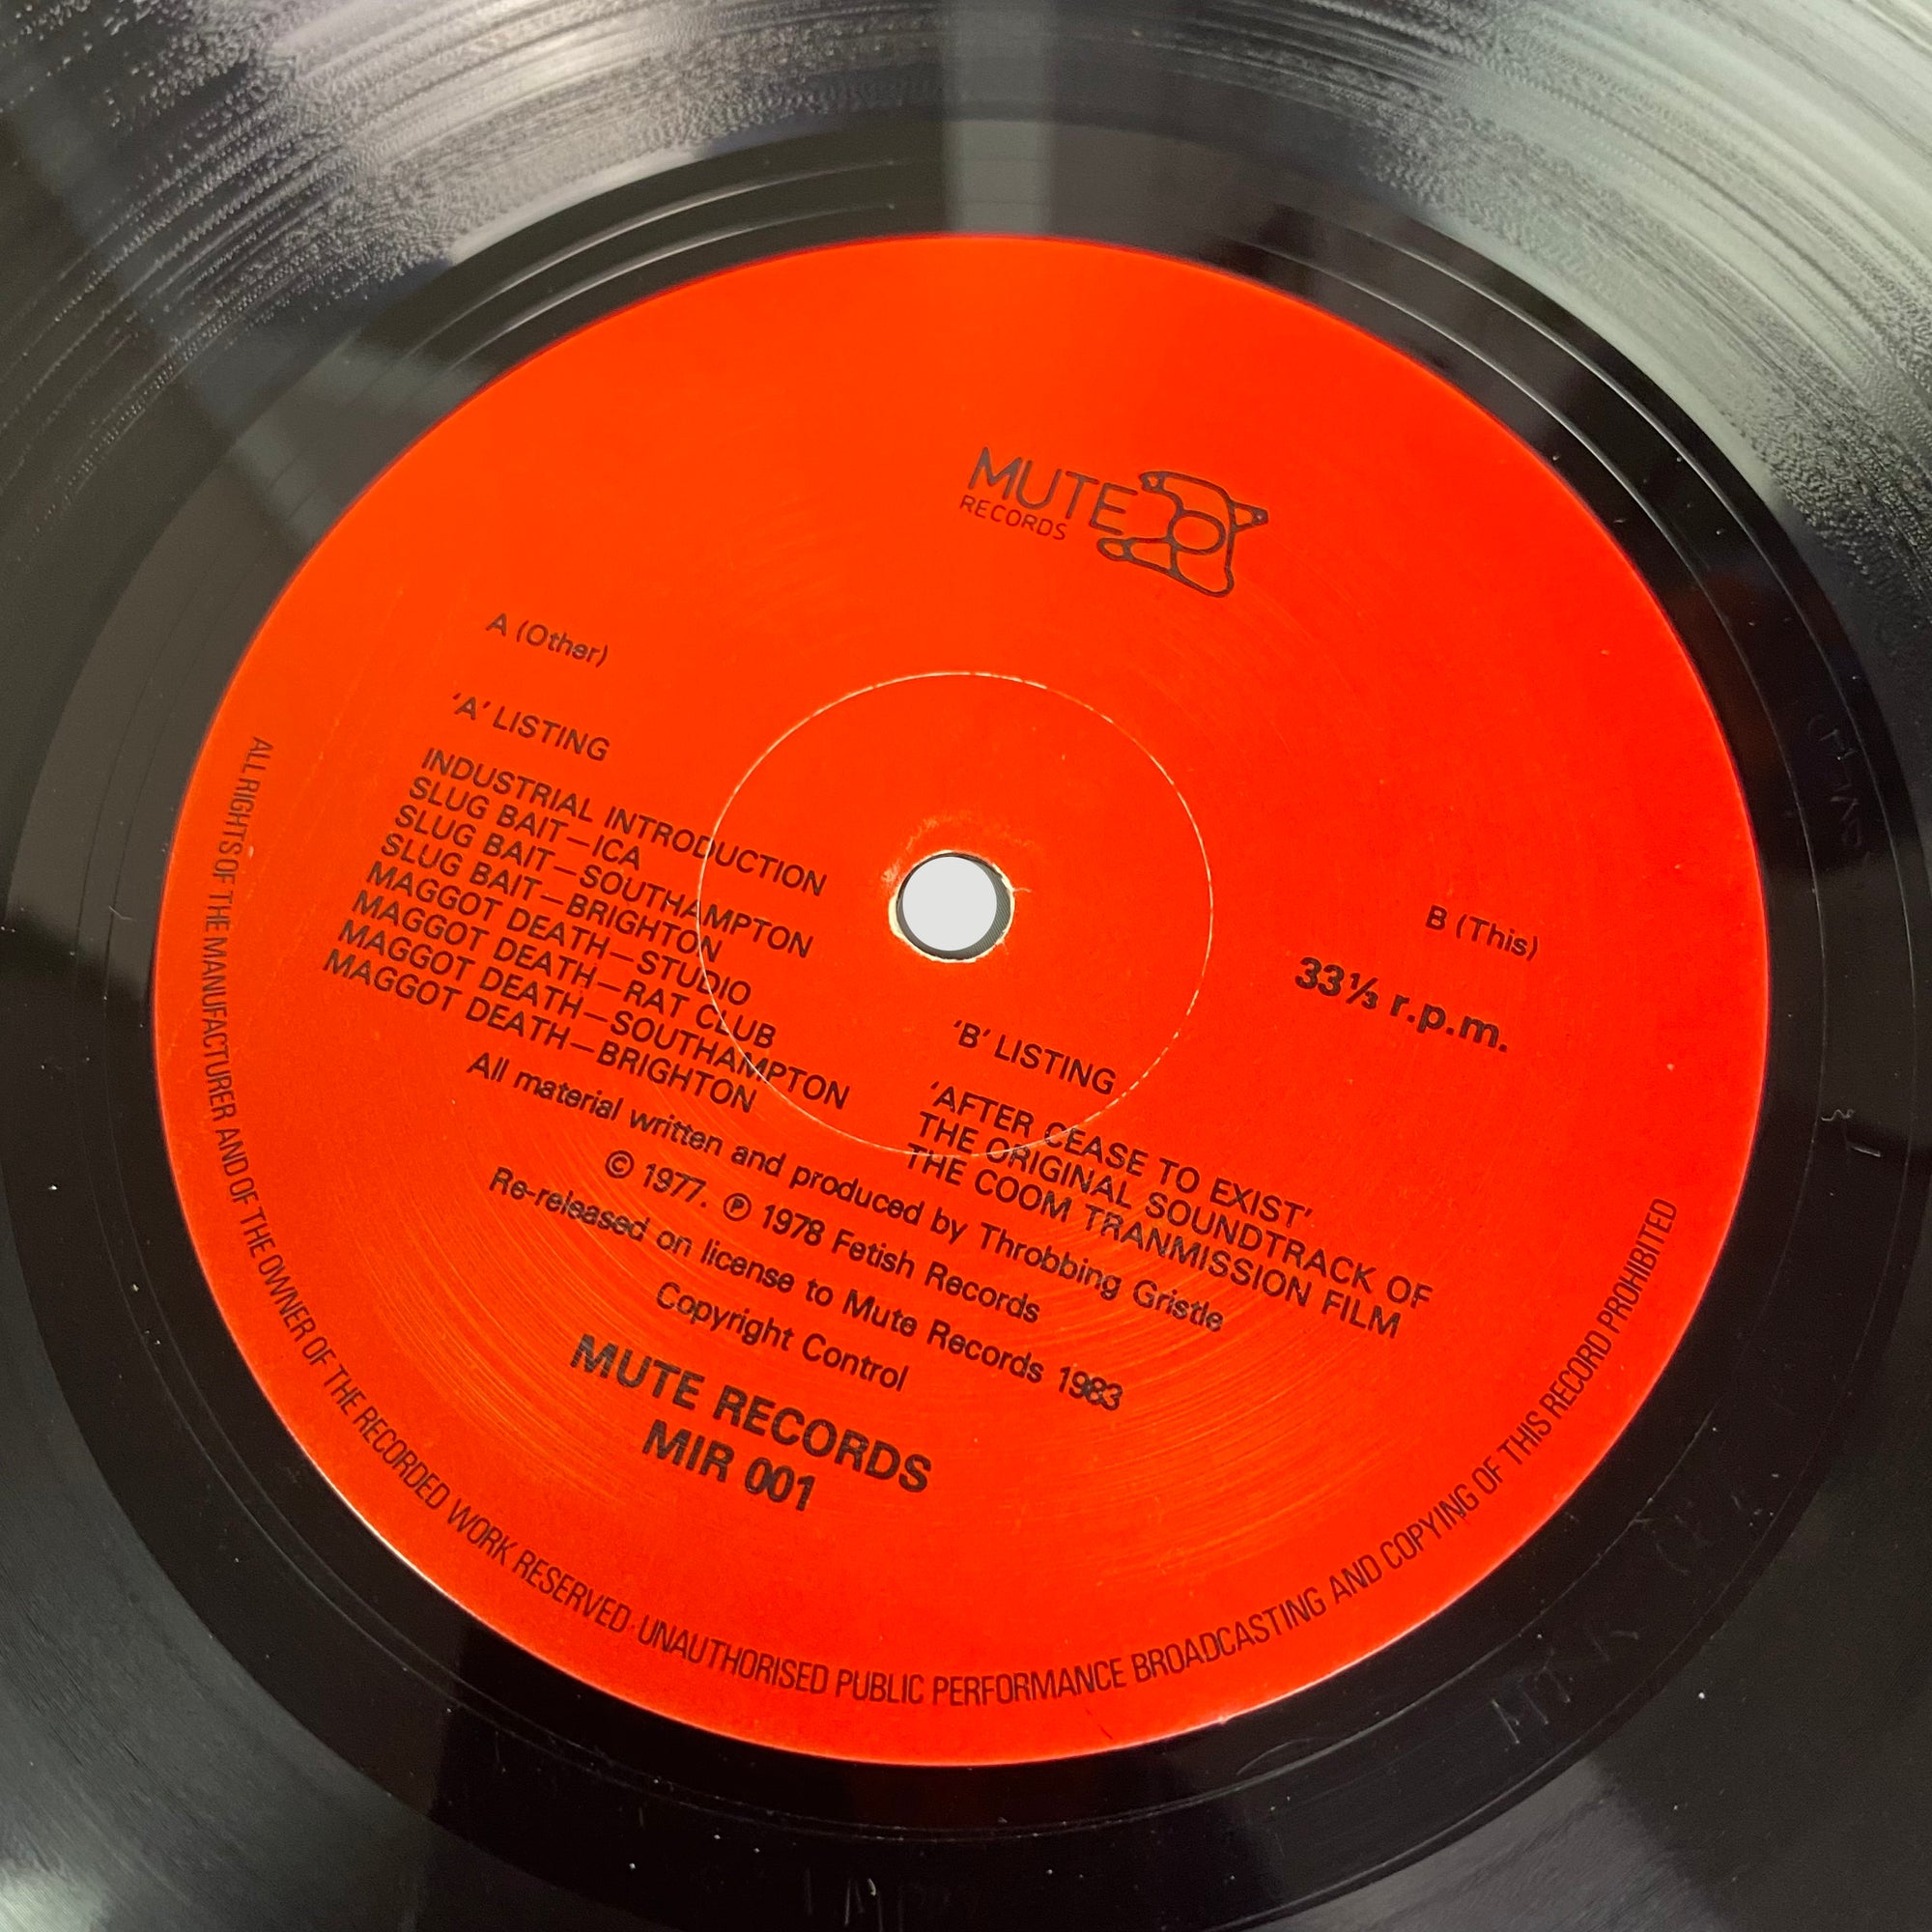 MUTE
RECORDS
A (Other)
'A' LISTING
INDUSTRIAL INTRODUCTION
SLUG BAIT—ICA
SLUG BAIT—SOUTHAMPTON
SLUG BAIT—BRIGHTON
MAGGOT DEATH—STUDIO
MAGGOT DEATH—RAT CLUB
MAGGOT DEATH—SOUTHAMPTON
MAGGOT DEATH—BRIGHTON
B (This)
33⅓ r.p.m.
'B' LISTING
'AFTER CEASE TO EXIST'
THE ORIGINAL SOUNDTRACK OF
THE COOM TRANMISSION FILM
All material written and produced by Throbbing Gristle
© 1977. ℗ 1978 Fetish Records
Re-released on license to Mute Records 1983
Copyright Control
MUTE RECORDS
MIR 001
ALL RIGHTS OF THE MANUFACTURER AND OF THE OWNER OF THE RECORDED WORK RESERVED · UNAUTHORISED PUBLIC PERFORMANCE BROADCASTING AND COPYING OF THIS RECORD PROHIBITED